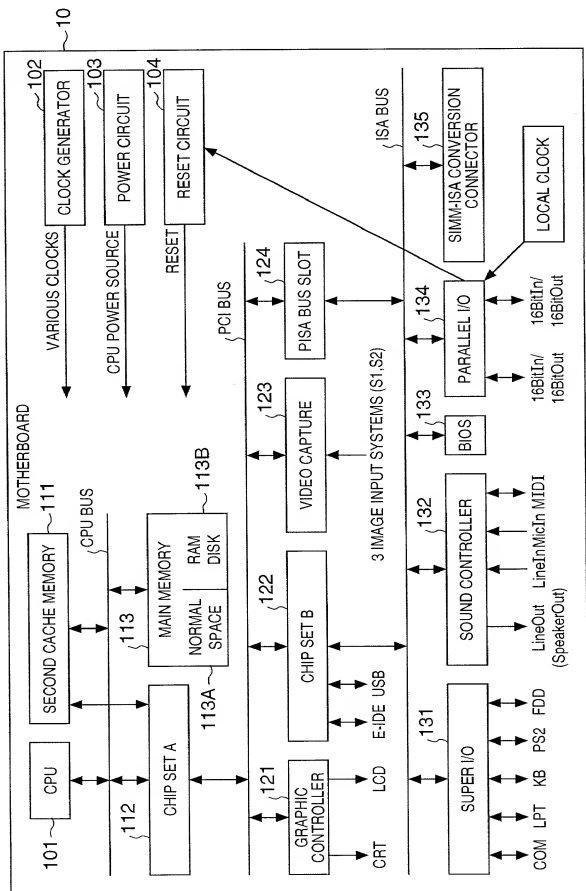 10
MOTHERBOARD
CPU
101
SECOND CACHE MEMORY
111
CPU BUS
VARIOUS CLOCKS
CLOCK GENERATOR
102
CPU POWER SOURCE
POWER CIRCUIT
103
RESET
RESET CIRCUIT
104
112
CHIP SET A
113
MAIN MEMORY
NORMAL
SPACE
RAM
DISK
113A
113B
PCI BUS
121
GRAPHIC
CONTROLLER
CRT
LCD
122
CHIP SET B
E-IDE
USB
123
VIDEO CAPTURE
3 IMAGE INPUT SYSTEMS (S1,S2)
124
PISA BUS SLOT
ISA BUS
131
SUPER I/O
COM
LPT
KB
PS2
FDD
132
SOUND CONTROLLER
LineOut
(SpeakerOut)
LineIn
MicIn
MIDI
133
BIOS
134
PARALLEL I/O
16BitIn/
16BitOut
16BitIn/
16BitOut
135
SIMM-ISA CONVERSION
CONNECTOR
LOCAL CLOCK